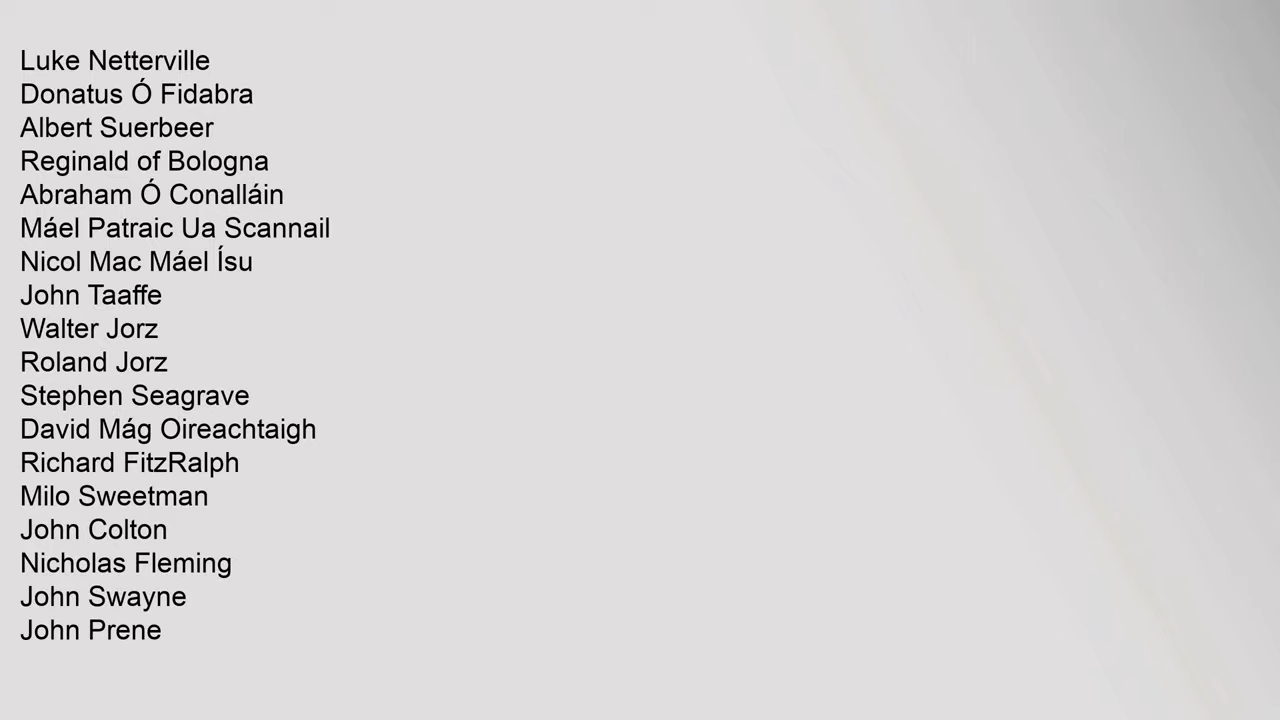 Luke Netterville
Donatus Ó Fidabra
Albert Suerbeer
Reginald of Bologna
Abraham Ó Conalláin
Máel Patraic Ua Scannail
Nicol Mac Máel Ísu
John Taaffe
Walter Jorz
Roland Jorz
Stephen Seagrave
David Mág Oireachtaigh
Richard FitzRalph
Milo Sweetman
John Colton
Nicholas Fleming
John Swayne
John Prene